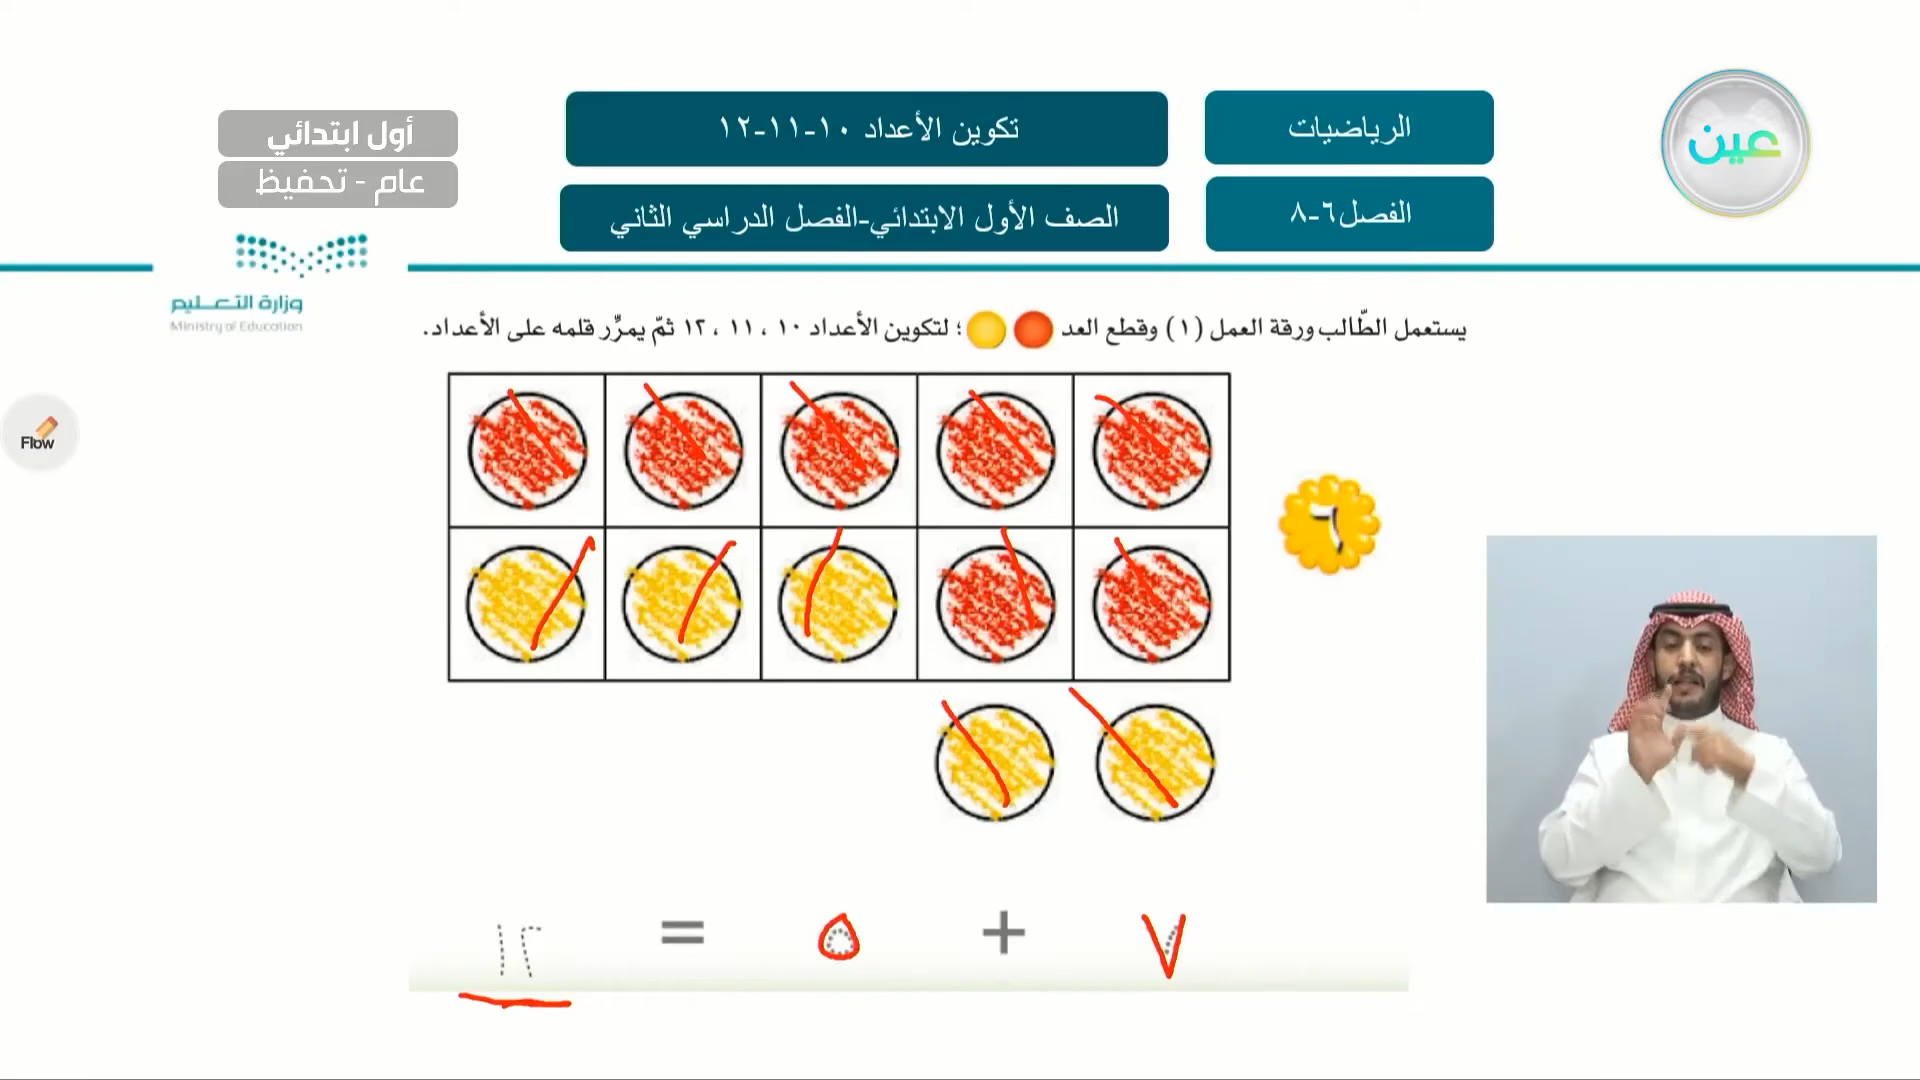 عين
الرياضيات
تكوين الأعداد ١٠-١١-١٢
أول ابتدائي
عام - تحفيظ
الفصل٦-٨
الصف الأول الابتدائي-الفصل الدراسي الثاني
وزارة التعليم
Ministry of Education
يستعمل الطّالب ورقة العمل (١) وقطع العد ؛ لتكوين الأعداد ١٠ ، ١١ ، ١٢ ثمّ يمرِّر قلمه على الأعداد.
Flow
٦
٧ + ٥ = ١٢